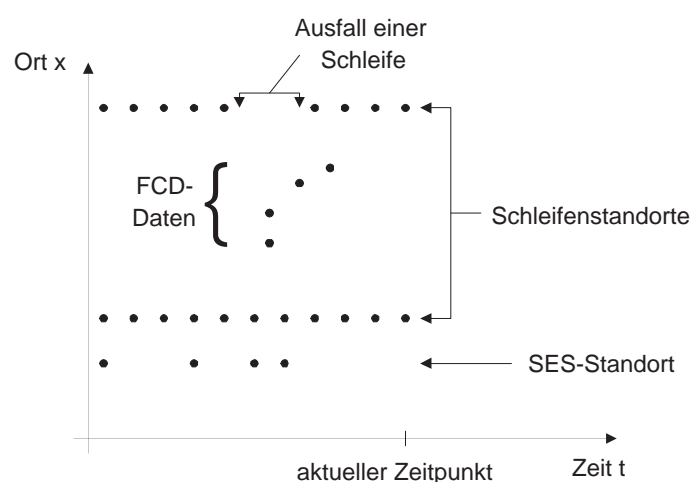 Ausfall einer
Schleife
Ort x
FCD-
Daten
Schleifenstandorte
SES-Standort
aktueller Zeitpunkt
Zeit t